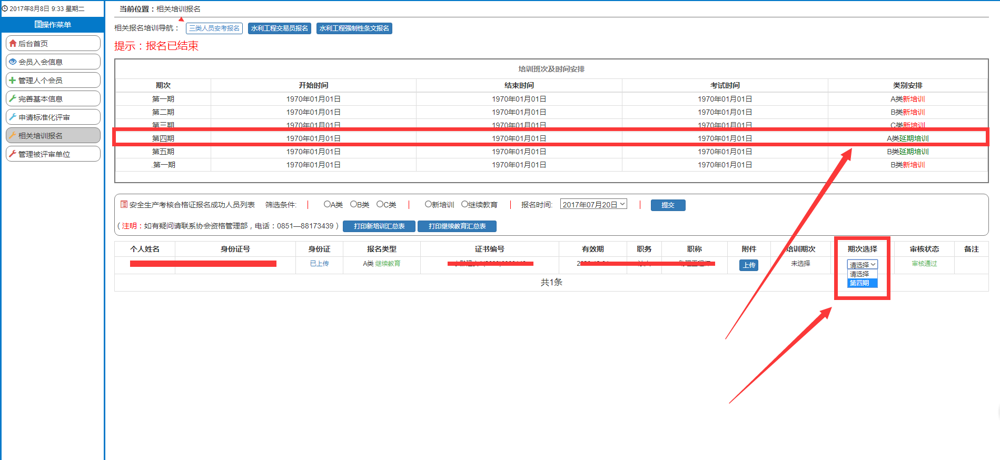 2017年8月8日 9:33 星期二
操作菜单
后台首页
会员入会信息
管理人个会员
完善基本信息
申请标准化评审
相关培训报名
管理被评审单位
当前位置：相关培训报名
相关报名培训导航： 三类人员安考报名 水利工程交易员报名 水利工程强制性条文报名
提示：报名已结束
培训班次及时间安排
期次 开始时间 结束时间 考试时间 类别安排
第一期 1970年01月01日 1970年01月01日 1970年01月01日 A类新培训
第二期 1970年01月01日 1970年01月01日 1970年01月01日 B类新培训
第三期 1970年01月01日 1970年01月01日 1970年01月01日 C类新培训
第四期 1970年01月01日 1970年01月01日 1970年01月01日 A类延期培训
第五期 1970年01月01日 1970年01月01日 1970年01月01日 B类延期培训
.第一期 1970年01月01日 1970年01月01日 1970年01月01日 B类新培训
安全生产考核合格证报名成功人员列表 筛选条件: | A类 B类 C类 | 新培训 继续教育 | 报名时间: 2017年07月20日 | 提交
（注明：如有疑问请联系协会资格管理部，电话：0851—88173439 ） 打印新培训汇总表 打印继续教育汇总表
个人姓名 身份证号 身份证 报名类型 证书编号 有效期 职务 职称 附件 培训期次 期次选择 审核状态 备注
已上传 A类 继续教育 上传 未选择 请选择 审核通过
请选择
第四期
共1条